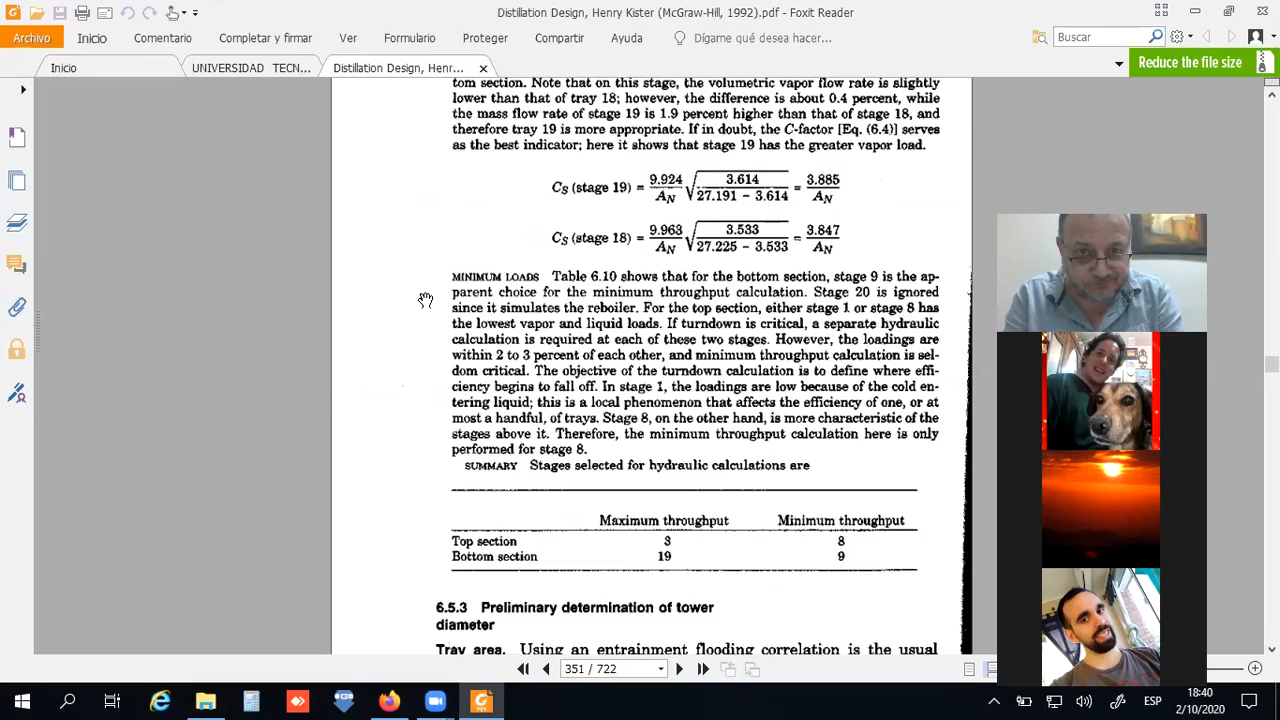 Distillation Design, Henry Kister (McGraw-Hill, 1992).pdf - Foxit Reader
Archivo Inicio Comentario Completar y firmar Ver Formulario Proteger Compartir Ayuda Dígame qué desea hacer... Buscar
Inicio UNIVERSIDAD TECN... Distillation Design, Henr... Reduce the file size
tom section. Note that on this stage, the volumetric vapor flow rate is slightly
lower than that of tray 18; however, the difference is about 0.4 percent, while
the mass flow rate of stage 19 is 1.9 percent higher than that of stage 18, and
therefore tray 19 is more appropriate. If in doubt, the C-factor [Eq. (6.4)] serves
as the best indicator; here it shows that stage 19 has the greater vapor load.
C_S (stage 19) = 9.924/A_N √(3.614/(27.191 − 3.614)) = 3.885/A_N
C_S (stage 18) = 9.963/A_N √(3.533/(27.225 − 3.533)) = 3.847/A_N
MINIMUM LOADS Table 6.10 shows that for the bottom section, stage 9 is the ap-
parent choice for the minimum throughput calculation. Stage 20 is ignored
since it simulates the reboiler. For the top section, either stage 1 or stage 8 has
the lowest vapor and liquid loads. If turndown is critical, a separate hydraulic
calculation is required at each of these two stages. However, the loadings are
within 2 to 3 percent of each other, and minimum throughput calculation is sel-
dom critical. The objective of the turndown calculation is to define where effi-
ciency begins to fall off. In stage 1, the loadings are low because of the cold en-
tering liquid; this is a local phenomenon that affects the efficiency of one, or at
most a handful, of trays. Stage 8, on the other hand, is more characteristic of the
stages above it. Therefore, the minimum throughput calculation here is only
performed for stage 8.
SUMMARY Stages selected for hydraulic calculations are
Maximum throughput Minimum throughput
Top section 3 8
Bottom section 19 9
6.5.3 Preliminary determination of tower
diameter
Tray area. Using an entrainment flooding correlation is the usual
351 / 722
ESP
18:40
2/10/2020